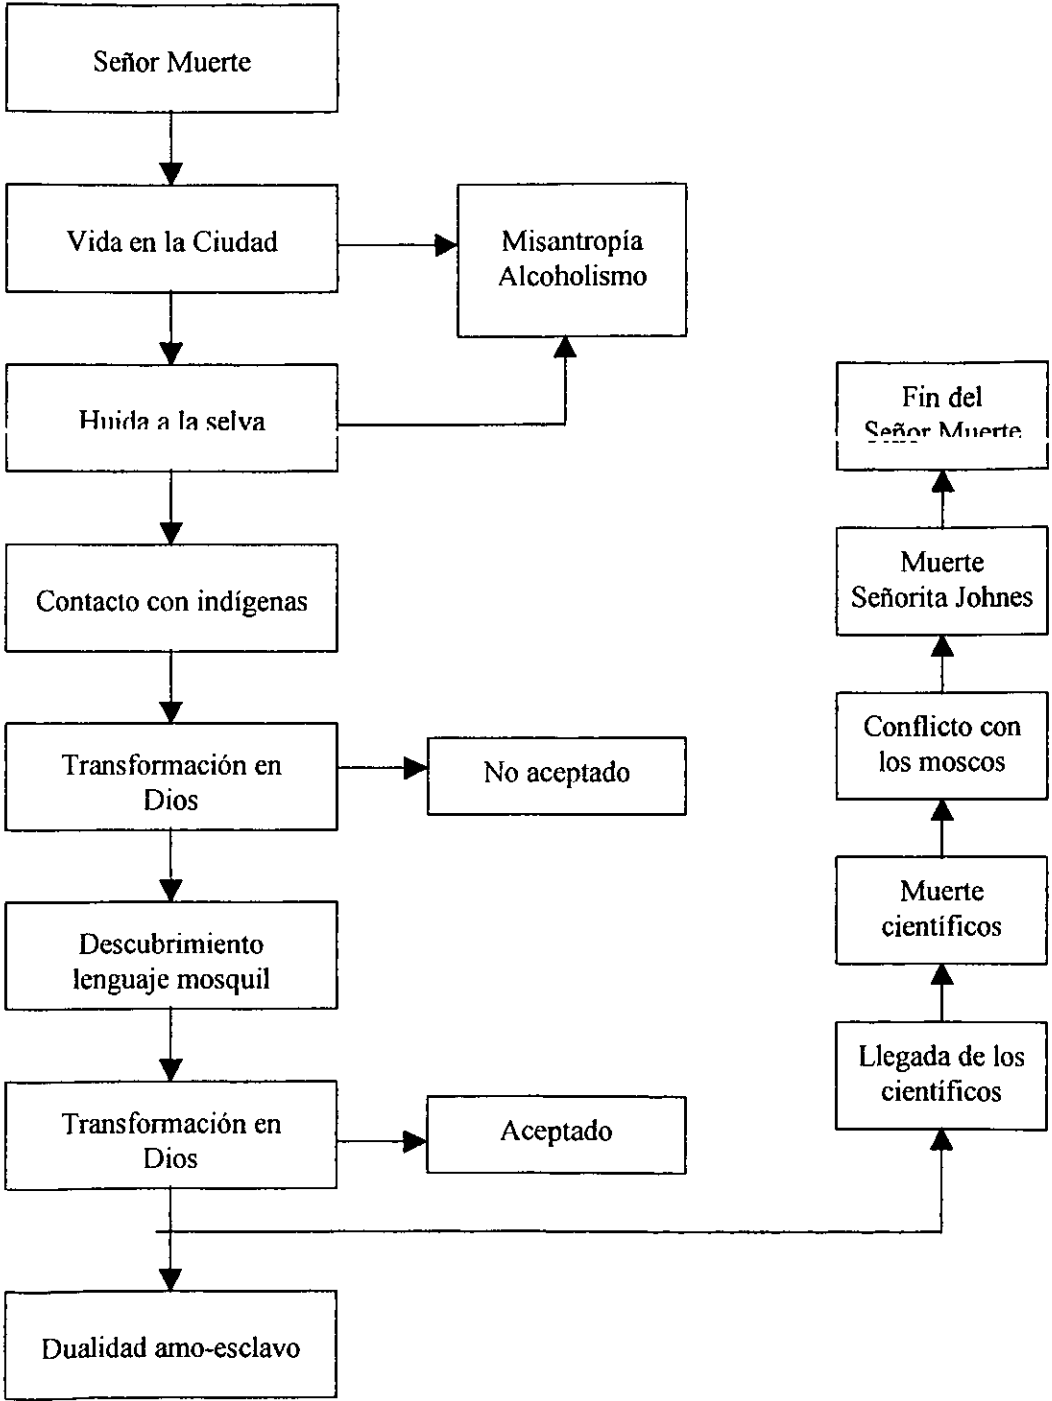 Señor Muerte
Vida en la Ciudad
Misantropía
Alcoholismo
Huida a la selva
Contacto con indígenas
Transformación en
Dios
No aceptado
Descubrimiento
lenguaje mosquil
Transformación en
Dios
Aceptado
Dualidad amo-esclavo
Fin del
Señor Muerte
Muerte
Señorita Johnes
Conflicto con
los moscos
Muerte
científicos
Llegada de los
científicos